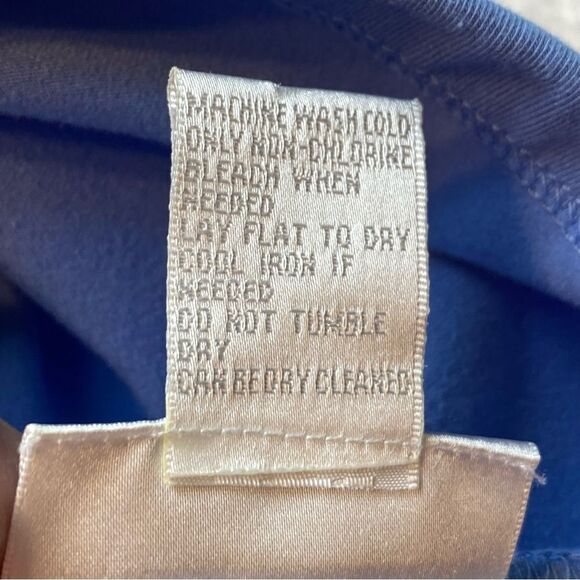 MACHINE WASH COLD
ONLY NON-CHLORINE
BLEACH WHEN
NEEDED
LAY FLAT TO DRY
COOL IRON IF
NEEDED
DO NOT TUMBLE
DRY
CAN BE DRY CLEANED